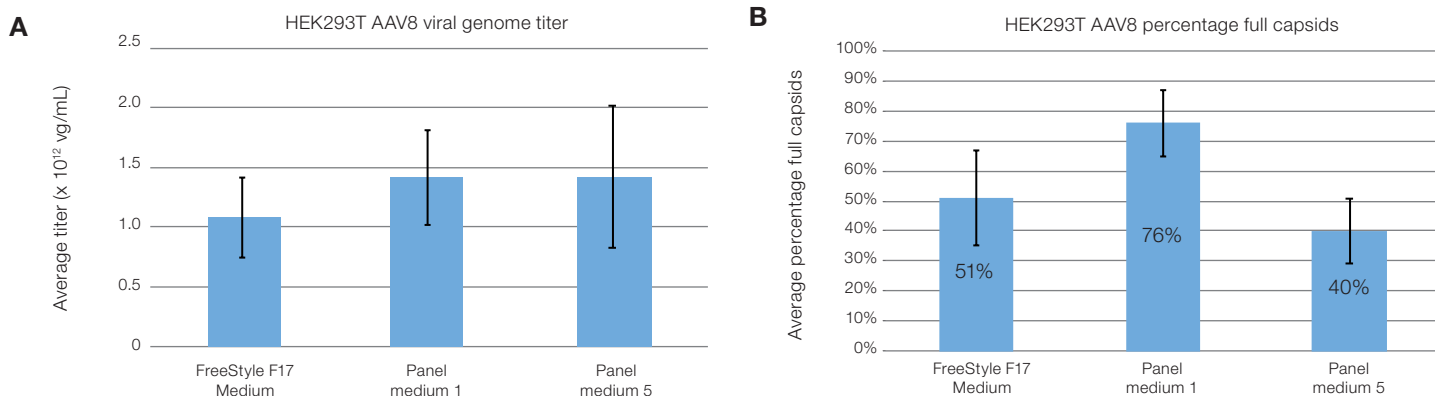 A
HEK293T AAV8 viral genome titer
Average titer (x 10¹² vg/mL)
2.5
2.0
1.5
1.0
0.5
0
FreeStyle F17
Medium
Panel
medium 1
Panel
medium 5
B
HEK293T AAV8 percentage full capsids
Average percentage full capsids
100%
90%
80%
70%
60%
50%
40%
30%
20%
10%
0%
51%
76%
40%
FreeStyle F17
Medium
Panel
medium 1
Panel
medium 5